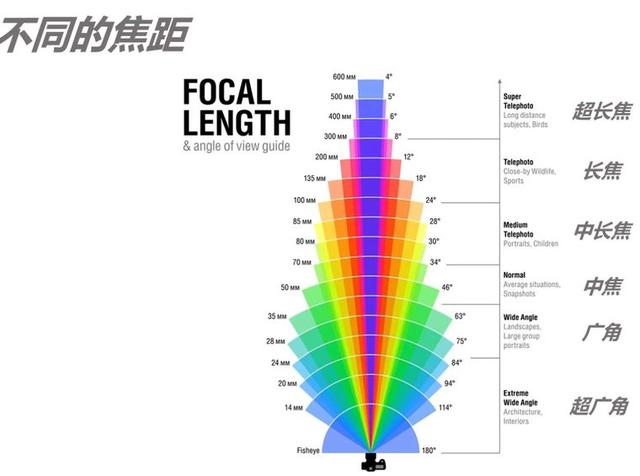 不同的焦距
FOCAL
LENGTH
& angle of view guide
600 MM 4°
500 MM 5°
400 MM 6°
300 MM 8°
200 MM 12°
135 MM 18°
100 MM 24°
85 MM 28°
80 MM 30°
70 MM 34°
50 MM 46°
35 MM 63°
28 MM 75°
24 MM 84°
20 MM 94°
14 MM 114°
Fisheye 180°
Super
Telephoto
Long distance
subjects, Birds
超长焦
Telephoto
Close-by Wildlife,
Sports
长焦
Medium
Telephoto
Portraits, Children
中长焦
Normal
Average situations,
Snapshots
中焦
Wide Angle
Landscapes,
Large group
portraits
广角
Extreme
Wide Angle
Architecture,
Interiors
超广角